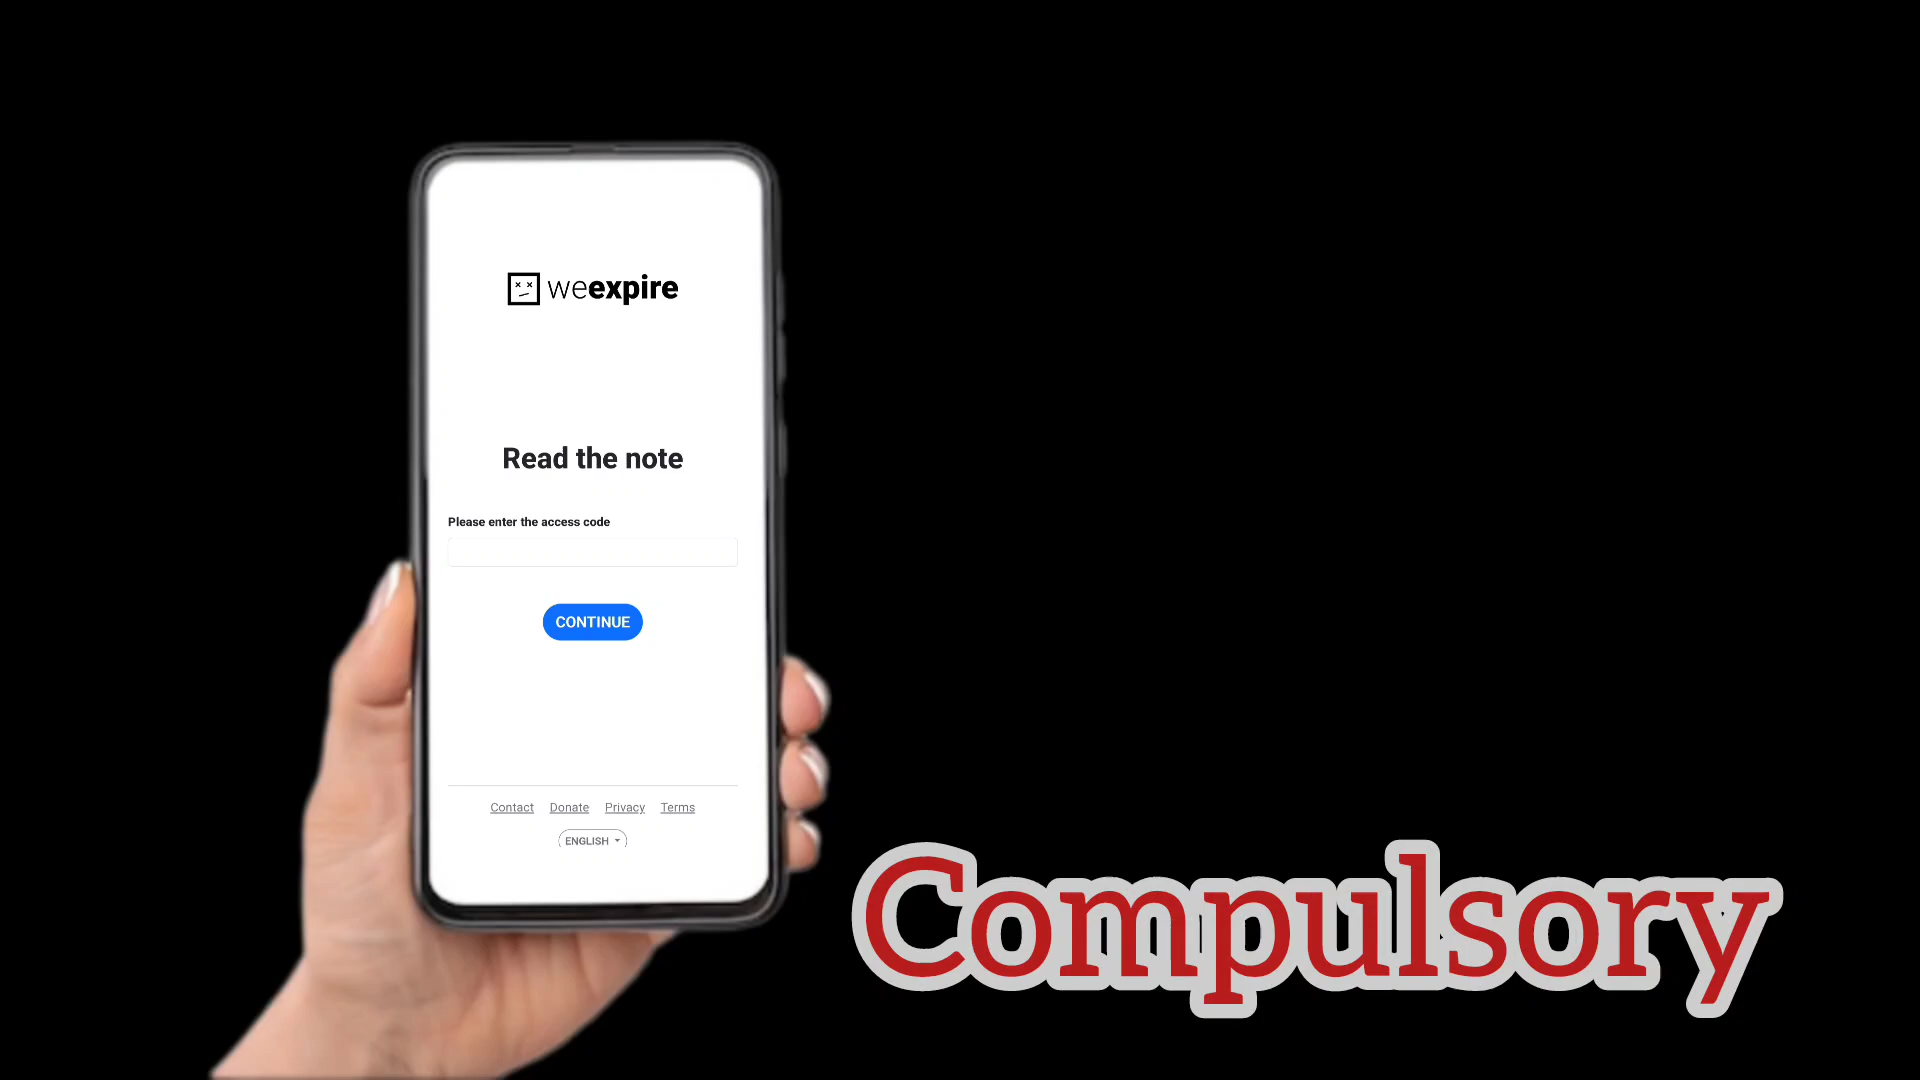 weexpire
Read the note
Please enter the access code
CONTINUE
Contact Donate Privacy Terms
ENGLISH
Compulsory